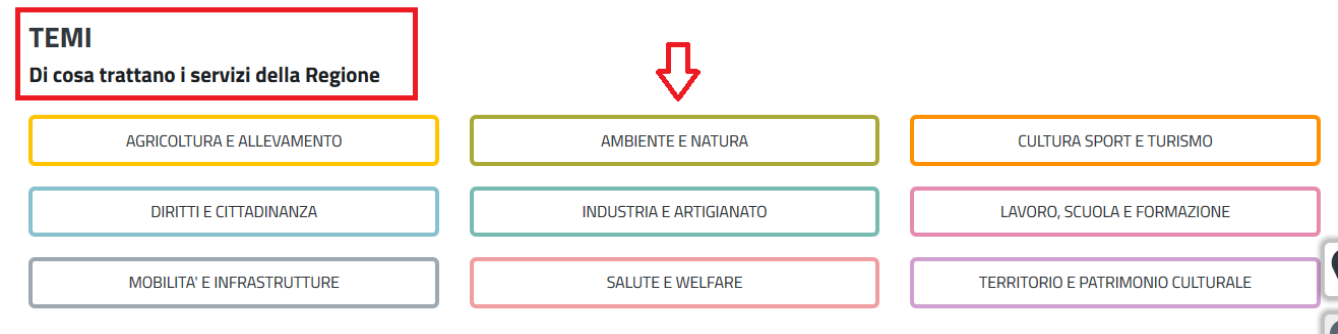 TEMI
Di cosa trattano i servizi della Regione
AGRICOLTURA E ALLEVAMENTO
AMBIENTE E NATURA
CULTURA SPORT E TURISMO
DIRITTI E CITTADINANZA
INDUSTRIA E ARTIGIANATO
LAVORO, SCUOLA E FORMAZIONE
MOBILITA' E INFRASTRUTTURE
SALUTE E WELFARE
TERRITORIO E PATRIMONIO CULTURALE